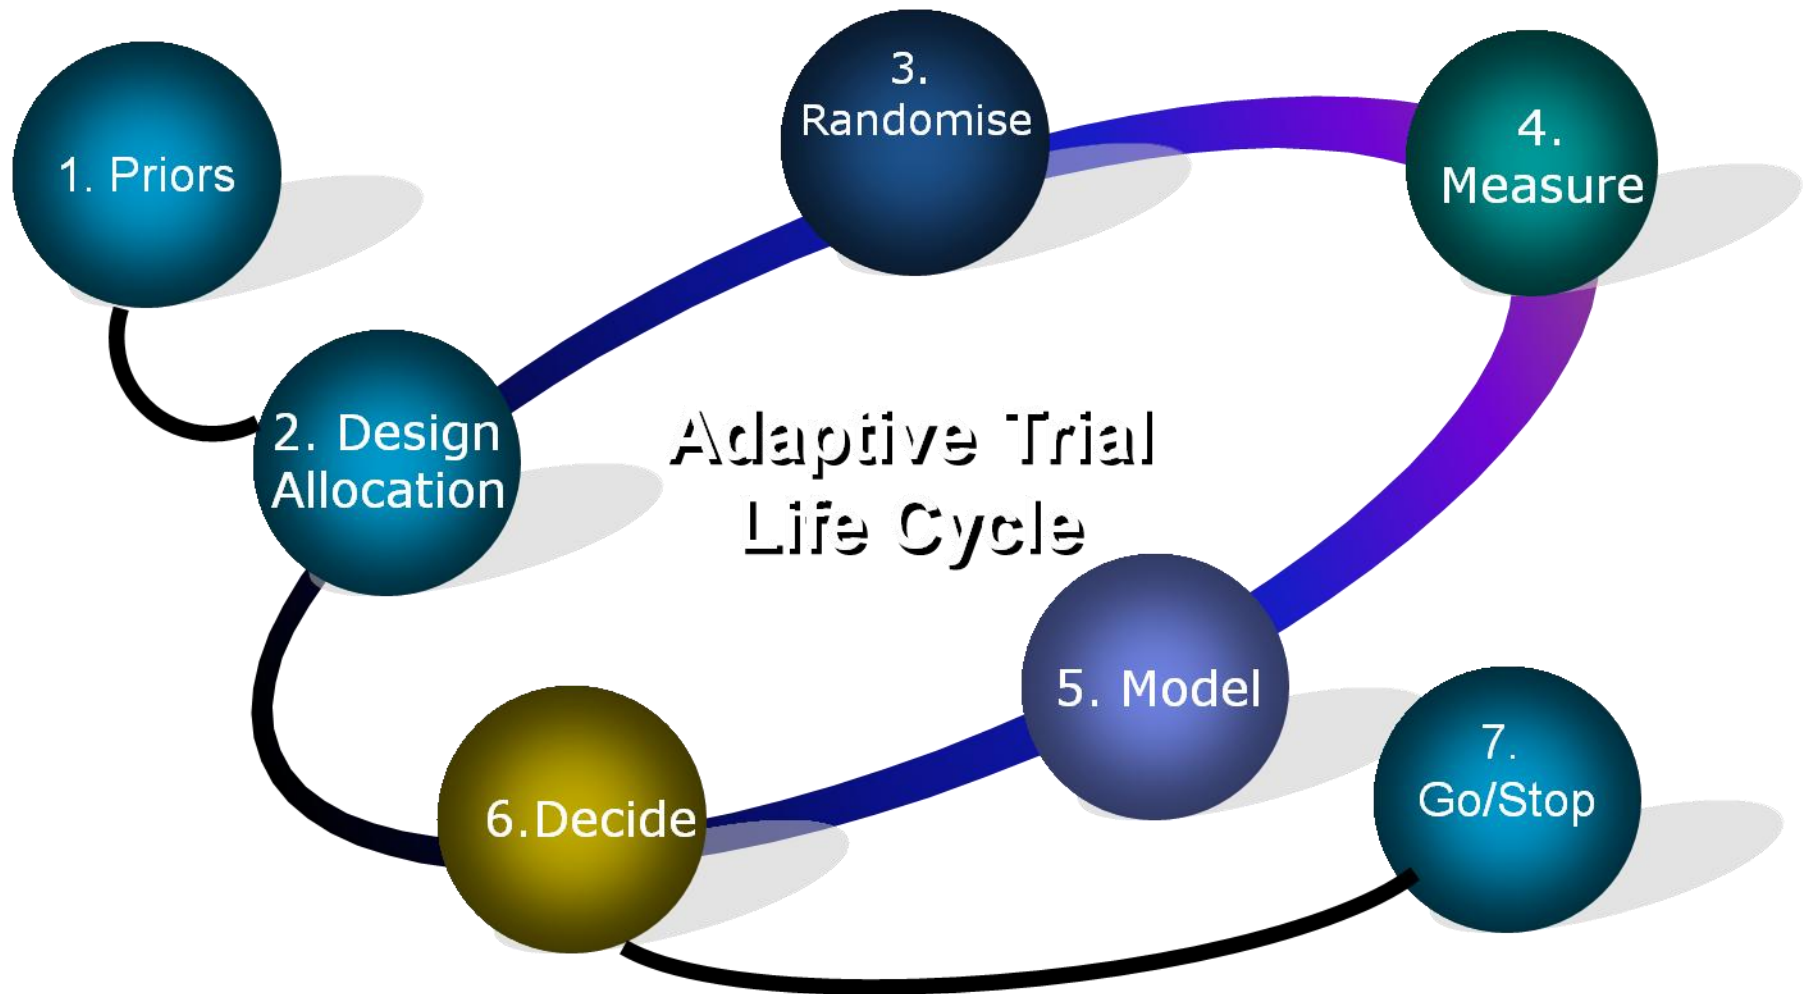 1. Priors
2. Design
Allocation
3.
Randomise
4.
Measure
Adaptive Trial
Life Cycle
5. Model
6.Decide
7.
Go/Stop